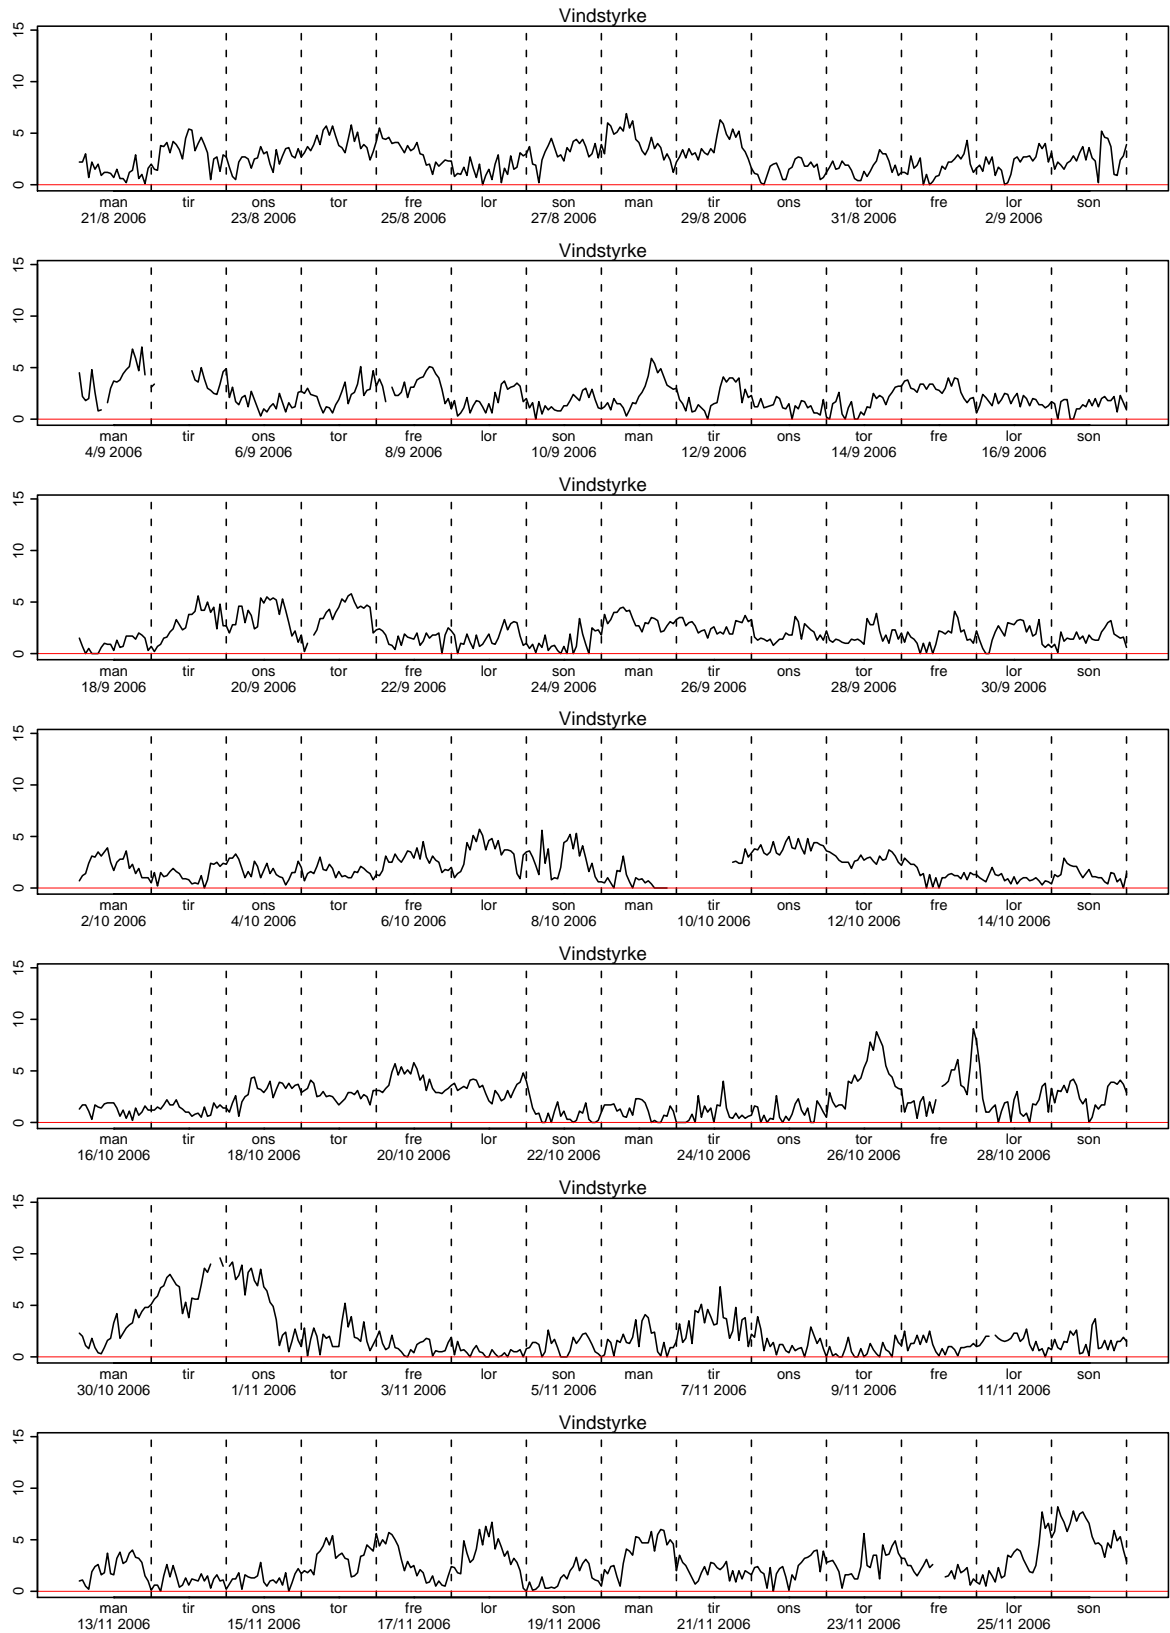 Vindstyrke
15
10
5
0
man tir ons tor fre lor son man tir ons tor fre lor son
21/8 2006 23/8 2006 25/8 2006 27/8 2006 29/8 2006 31/8 2006 2/9 2006
Vindstyrke
15
10
5
0
man tir ons tor fre lor son man tir ons tor fre lor son
4/9 2006 6/9 2006 8/9 2006 10/9 2006 12/9 2006 14/9 2006 16/9 2006
Vindstyrke
15
10
5
0
man tir ons tor fre lor son man tir ons tor fre lor son
18/9 2006 20/9 2006 22/9 2006 24/9 2006 26/9 2006 28/9 2006 30/9 2006
Vindstyrke
15
10
5
0
man tir ons tor fre lor son man tir ons tor fre lor son
2/10 2006 4/10 2006 6/10 2006 8/10 2006 10/10 2006 12/10 2006 14/10 2006
Vindstyrke
15
10
5
0
man tir ons tor fre lor son man tir ons tor fre lor son
16/10 2006 18/10 2006 20/10 2006 22/10 2006 24/10 2006 26/10 2006 28/10 2006
Vindstyrke
15
10
5
0
man tir ons tor fre lor son man tir ons tor fre lor son
30/10 2006 1/11 2006 3/11 2006 5/11 2006 7/11 2006 9/11 2006 11/11 2006
Vindstyrke
15
10
5
0
man tir ons tor fre lor son man tir ons tor fre lor son
13/11 2006 15/11 2006 17/11 2006 19/11 2006 21/11 2006 23/11 2006 25/11 2006